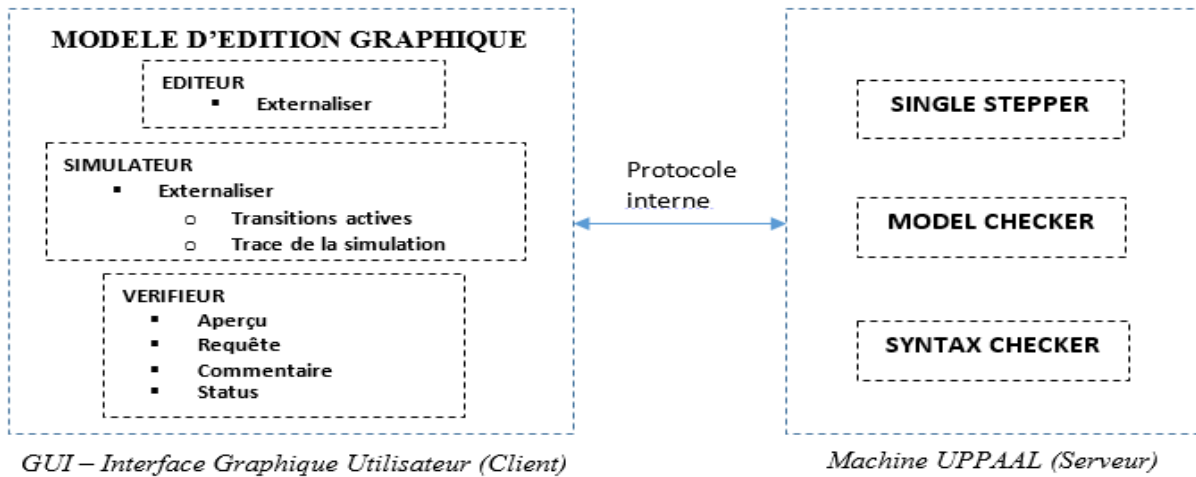 MODELE D'EDITION GRAPHIQUE
EDITEUR
▪ Externaliser
SIMULATEUR
▪ Externaliser
o Transitions actives
o Trace de la simulation
VERIFIEUR
▪ Aperçu
▪ Requête
▪ Commentaire
▪ Status
GUI – Interface Graphique Utilisateur (Client)
Protocole
interne
SINGLE STEPPER
MODEL CHECKER
SYNTAX CHECKER
Machine UPPAAL (Serveur)